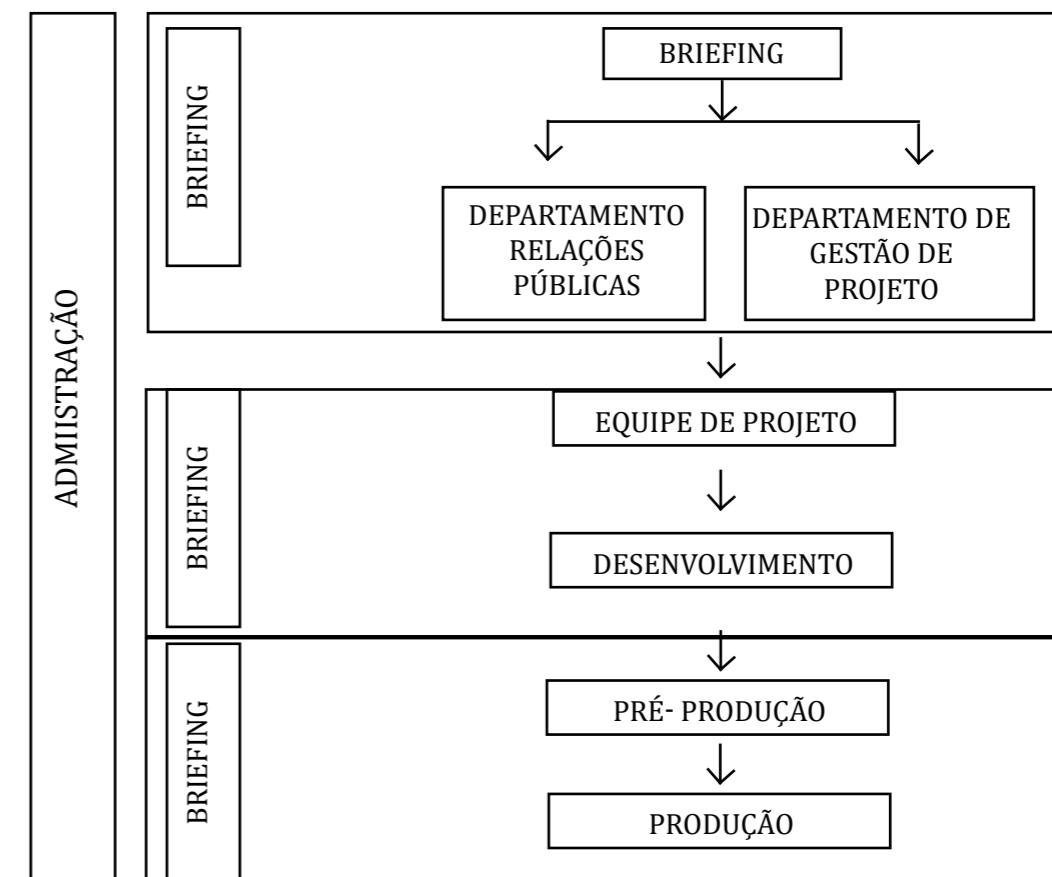 ADMIISTRAÇÃO
BRIEFING
BRIEFING
DEPARTAMENTO
RELAÇÕES
PÚBLICAS
DEPARTAMENTO DE
GESTÃO DE
PROJETO
BRIEFING
EQUIPE DE PROJETO
DESENVOLVIMENTO
BRIEFING
PRÉ- PRODUÇÃO
PRODUÇÃO